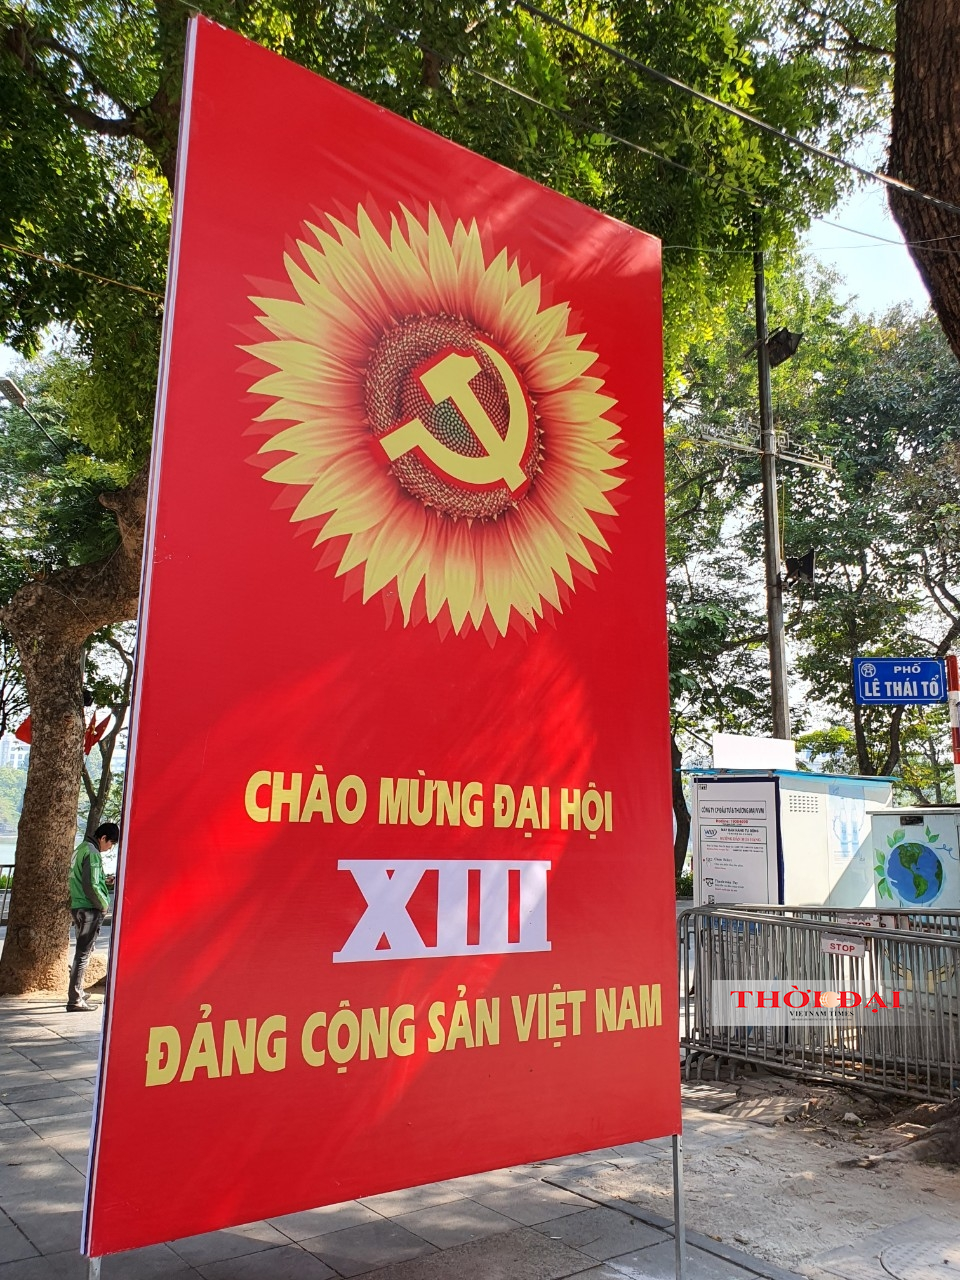 CHÀO MỪNG ĐẠI HỘI
XIII
ĐẢNG CỘNG SẢN VIỆT NAM
PHỐ
LÊ THÁI TỔ
STOP
THỜI ĐẠI
VIETNAM TIMES